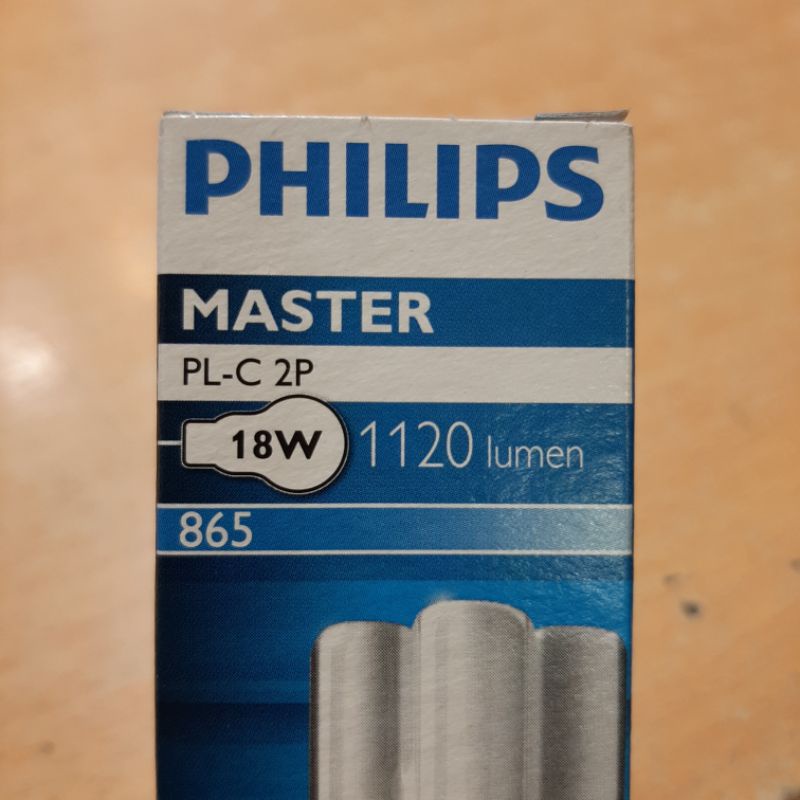 PHILIPS
MASTER
PL-C 2P
18W 1120 lumen
865